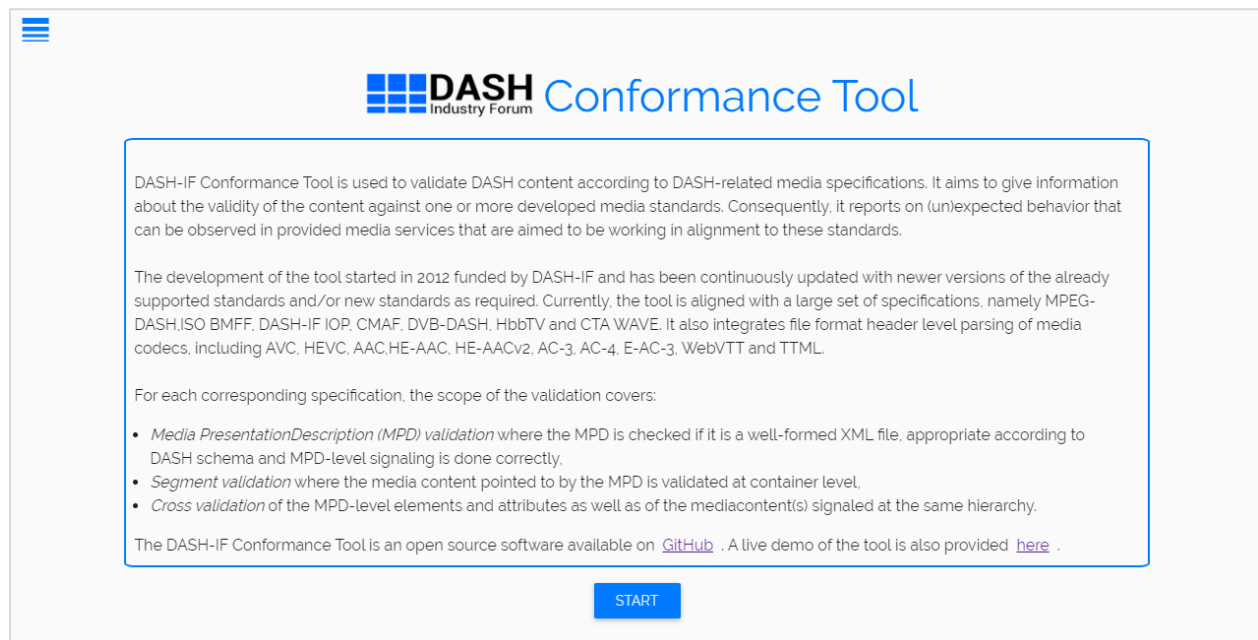 DASH Industry Forum Conformance Tool
DASH-IF Conformance Tool is used to validate DASH content according to DASH-related media specifications. It aims to give information
about the validity of the content against one or more developed media standards. Consequently, it reports on (un)expected behavior that
can be observed in provided media services that are aimed to be working in alignment to these standards.
The development of the tool started in 2012 funded by DASH-IF and has been continuously updated with newer versions of the already
supported standards and/or new standards as required. Currently, the tool is aligned with a large set of specifications, namely MPEG-
DASH,ISO BMFF, DASH-IF IOP, CMAF, DVB-DASH, HbbTV and CTA WAVE. It also integrates file format header level parsing of media
codecs, including AVC, HEVC, AAC,HE-AAC, HE-AACv2, AC-3, AC-4, E-AC-3, WebVTT and TTML.
For each corresponding specification, the scope of the validation covers:
• Media PresentationDescription (MPD) validation where the MPD is checked if it is a well-formed XML file, appropriate according to
DASH schema and MPD-level signaling is done correctly,
• Segment validation where the media content pointed to by the MPD is validated at container level,
• Cross validation of the MPD-level elements and attributes as well as of the mediacontent(s) signaled at the same hierarchy.
The DASH-IF Conformance Tool is an open source software available on GitHub . A live demo of the tool is also provided here .
START